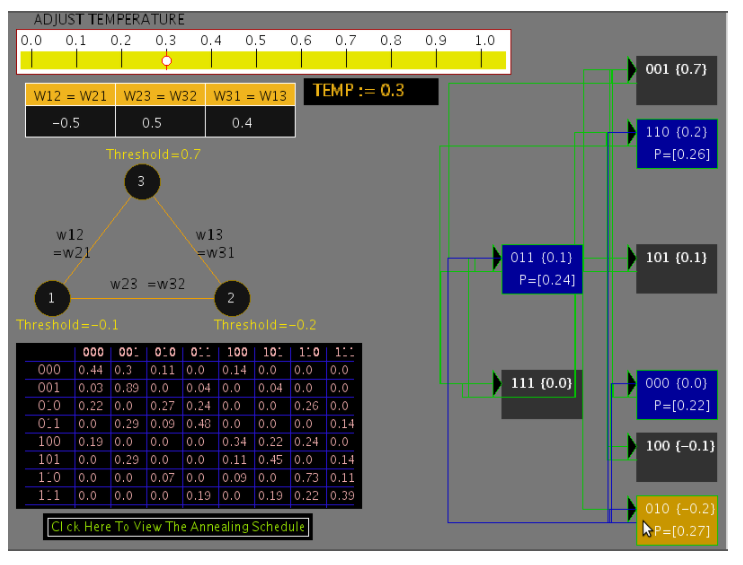 ADJUST TEMPERATURE
0.0 0.1 0.2 0.3 0.4 0.5 0.6 0.7 0.8 0.9 1.0
TEMP := 0.3
W12 = W21 W23 = W32 W31 = W13
−0.5 0.5 0.4
Threshold=0.7
3
w12
=w21
w13
=w31
w23 =w32
1
2
Threshold=−0.1
Threshold=−0.2
000 001 010 011 100 101 110 111
000 0.44 0.3 0.11 0.0 0.14 0.0 0.0 0.0
001 0.03 0.89 0.0 0.04 0.0 0.04 0.0 0.0
010 0.22 0.0 0.27 0.24 0.0 0.0 0.26 0.0
011 0.0 0.29 0.09 0.48 0.0 0.0 0.0 0.14
100 0.19 0.0 0.0 0.0 0.34 0.22 0.24 0.0
101 0.0 0.29 0.0 0.0 0.11 0.45 0.0 0.14
110 0.0 0.0 0.07 0.0 0.09 0.0 0.73 0.11
111 0.0 0.0 0.0 0.19 0.0 0.19 0.22 0.39
Click Here To View The Annealing Schedule
001 {0.7}
110 {0.2}
P=[0.26]
011 {0.1}
P=[0.24]
101 {0.1}
111 {0.0}
000 {0.0}
P=[0.22]
100 {−0.1}
010 {−0.2}
P=[0.27]